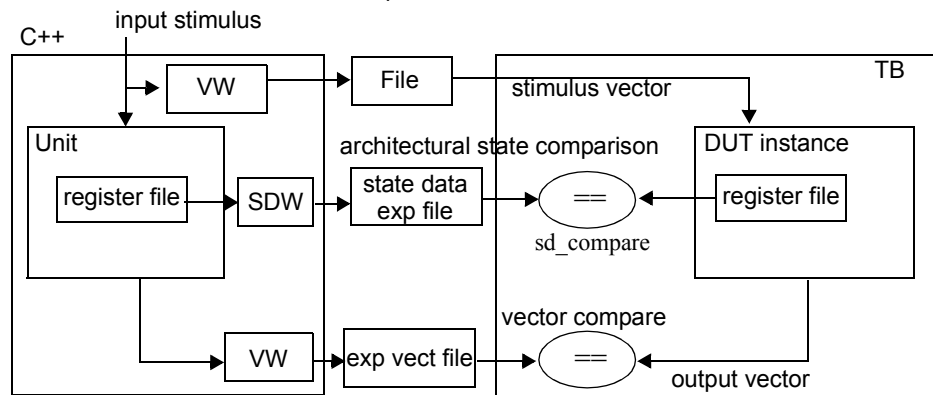 input stimulus
C++
TB
VW
File
stimulus vector
Unit
architectural state comparison
DUT instance
register file
SDW
state data
exp file
==
register file
sd_compare
vector compare
VW
exp vect file
==
output vector